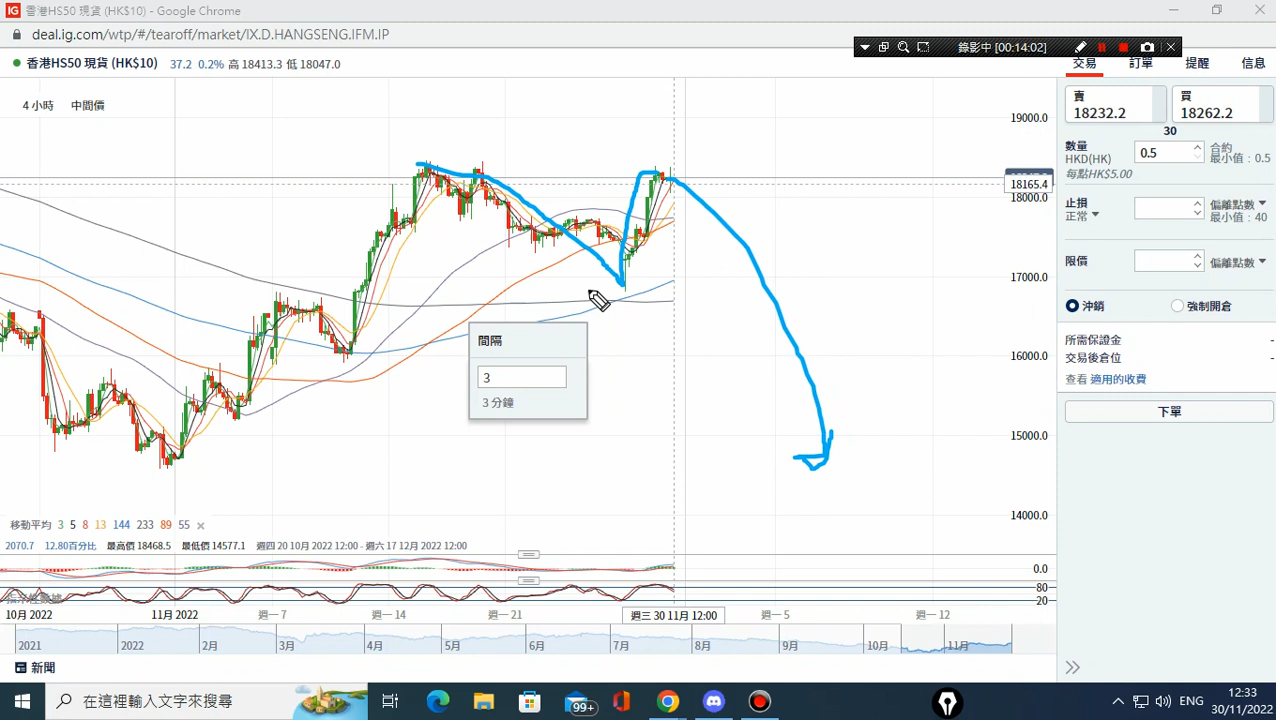 IG 香港HS50 現貨 (HK$10) - Google Chrome
deal.ig.com/wtp/#/tearoff/market/IX.D.HANGSENG.IFM.IP
錄影中 [00:14:02]
香港HS50 現貨 (HK$10) 37.2 0.2% 高 18413.3 低 18047.0
交易 訂單 提醒 信息
4 小時 中間價
賣 18232.2
買 18262.2
30
數量
HKD(HK)
每點HK$5.00
0.5
合約
最小值 : 0.5
止損
正常
偏離點數
最小值 : 40
限價
偏離點數
沖銷 強制開倉
所需保證金 -
交易後倉位 -
查看 適用的收費
下單
19000.0
18165.4
18000.0
17000.0
16000.0
15000.0
14000.0
間隔
3
3 分鐘
移動平均 3 5 8 13 144 233 89 55
2070.7 12.80百分比 最高價 18468.5 最低價 14577.1 週四 20 10月 2022 12:00 - 週六 17 12月 2022 12:00
0.0
80
20
10月 2022 11月 2022 週一 7 週一 14 週一 21 週三 30 11月 12:00 週一 5 週一 12
2021 2022 2月 3月 4月 5月 6月 7月 8月 9月 10月 11月
新聞
在這裡輸入文字來搜尋
99+
ENG
12:33
30/11/2022